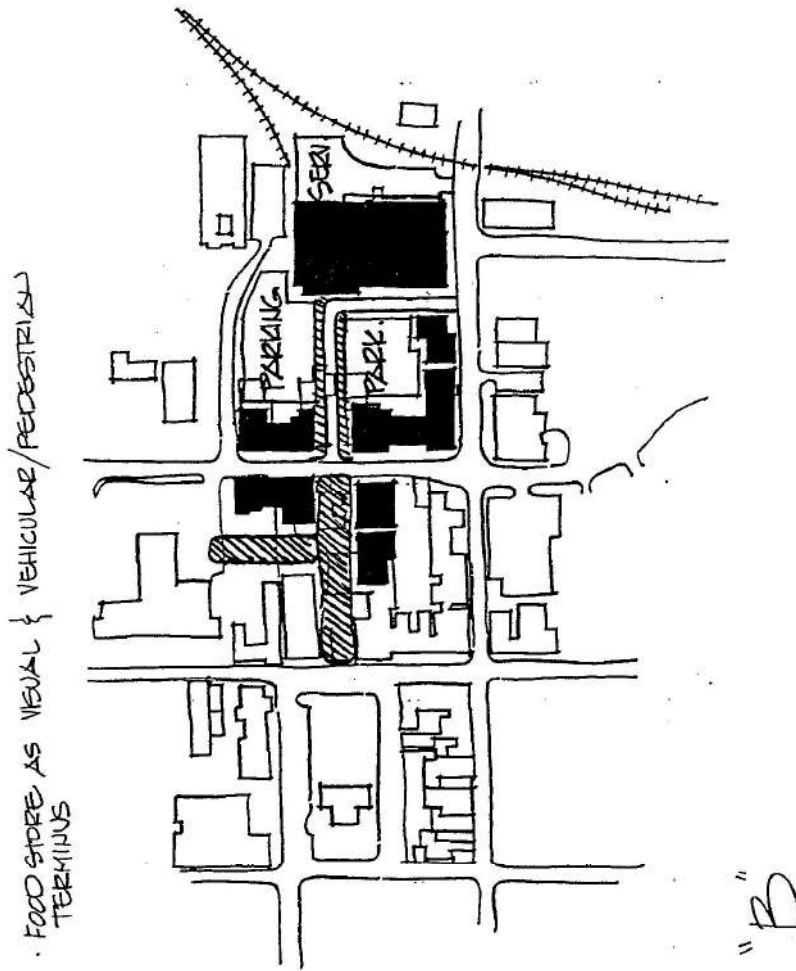 · FOOD STORE AS VISUAL & VEHICULAR/PEDESTRIAN
TERMINUS
PARKING
SERV.
PARK.
"B"